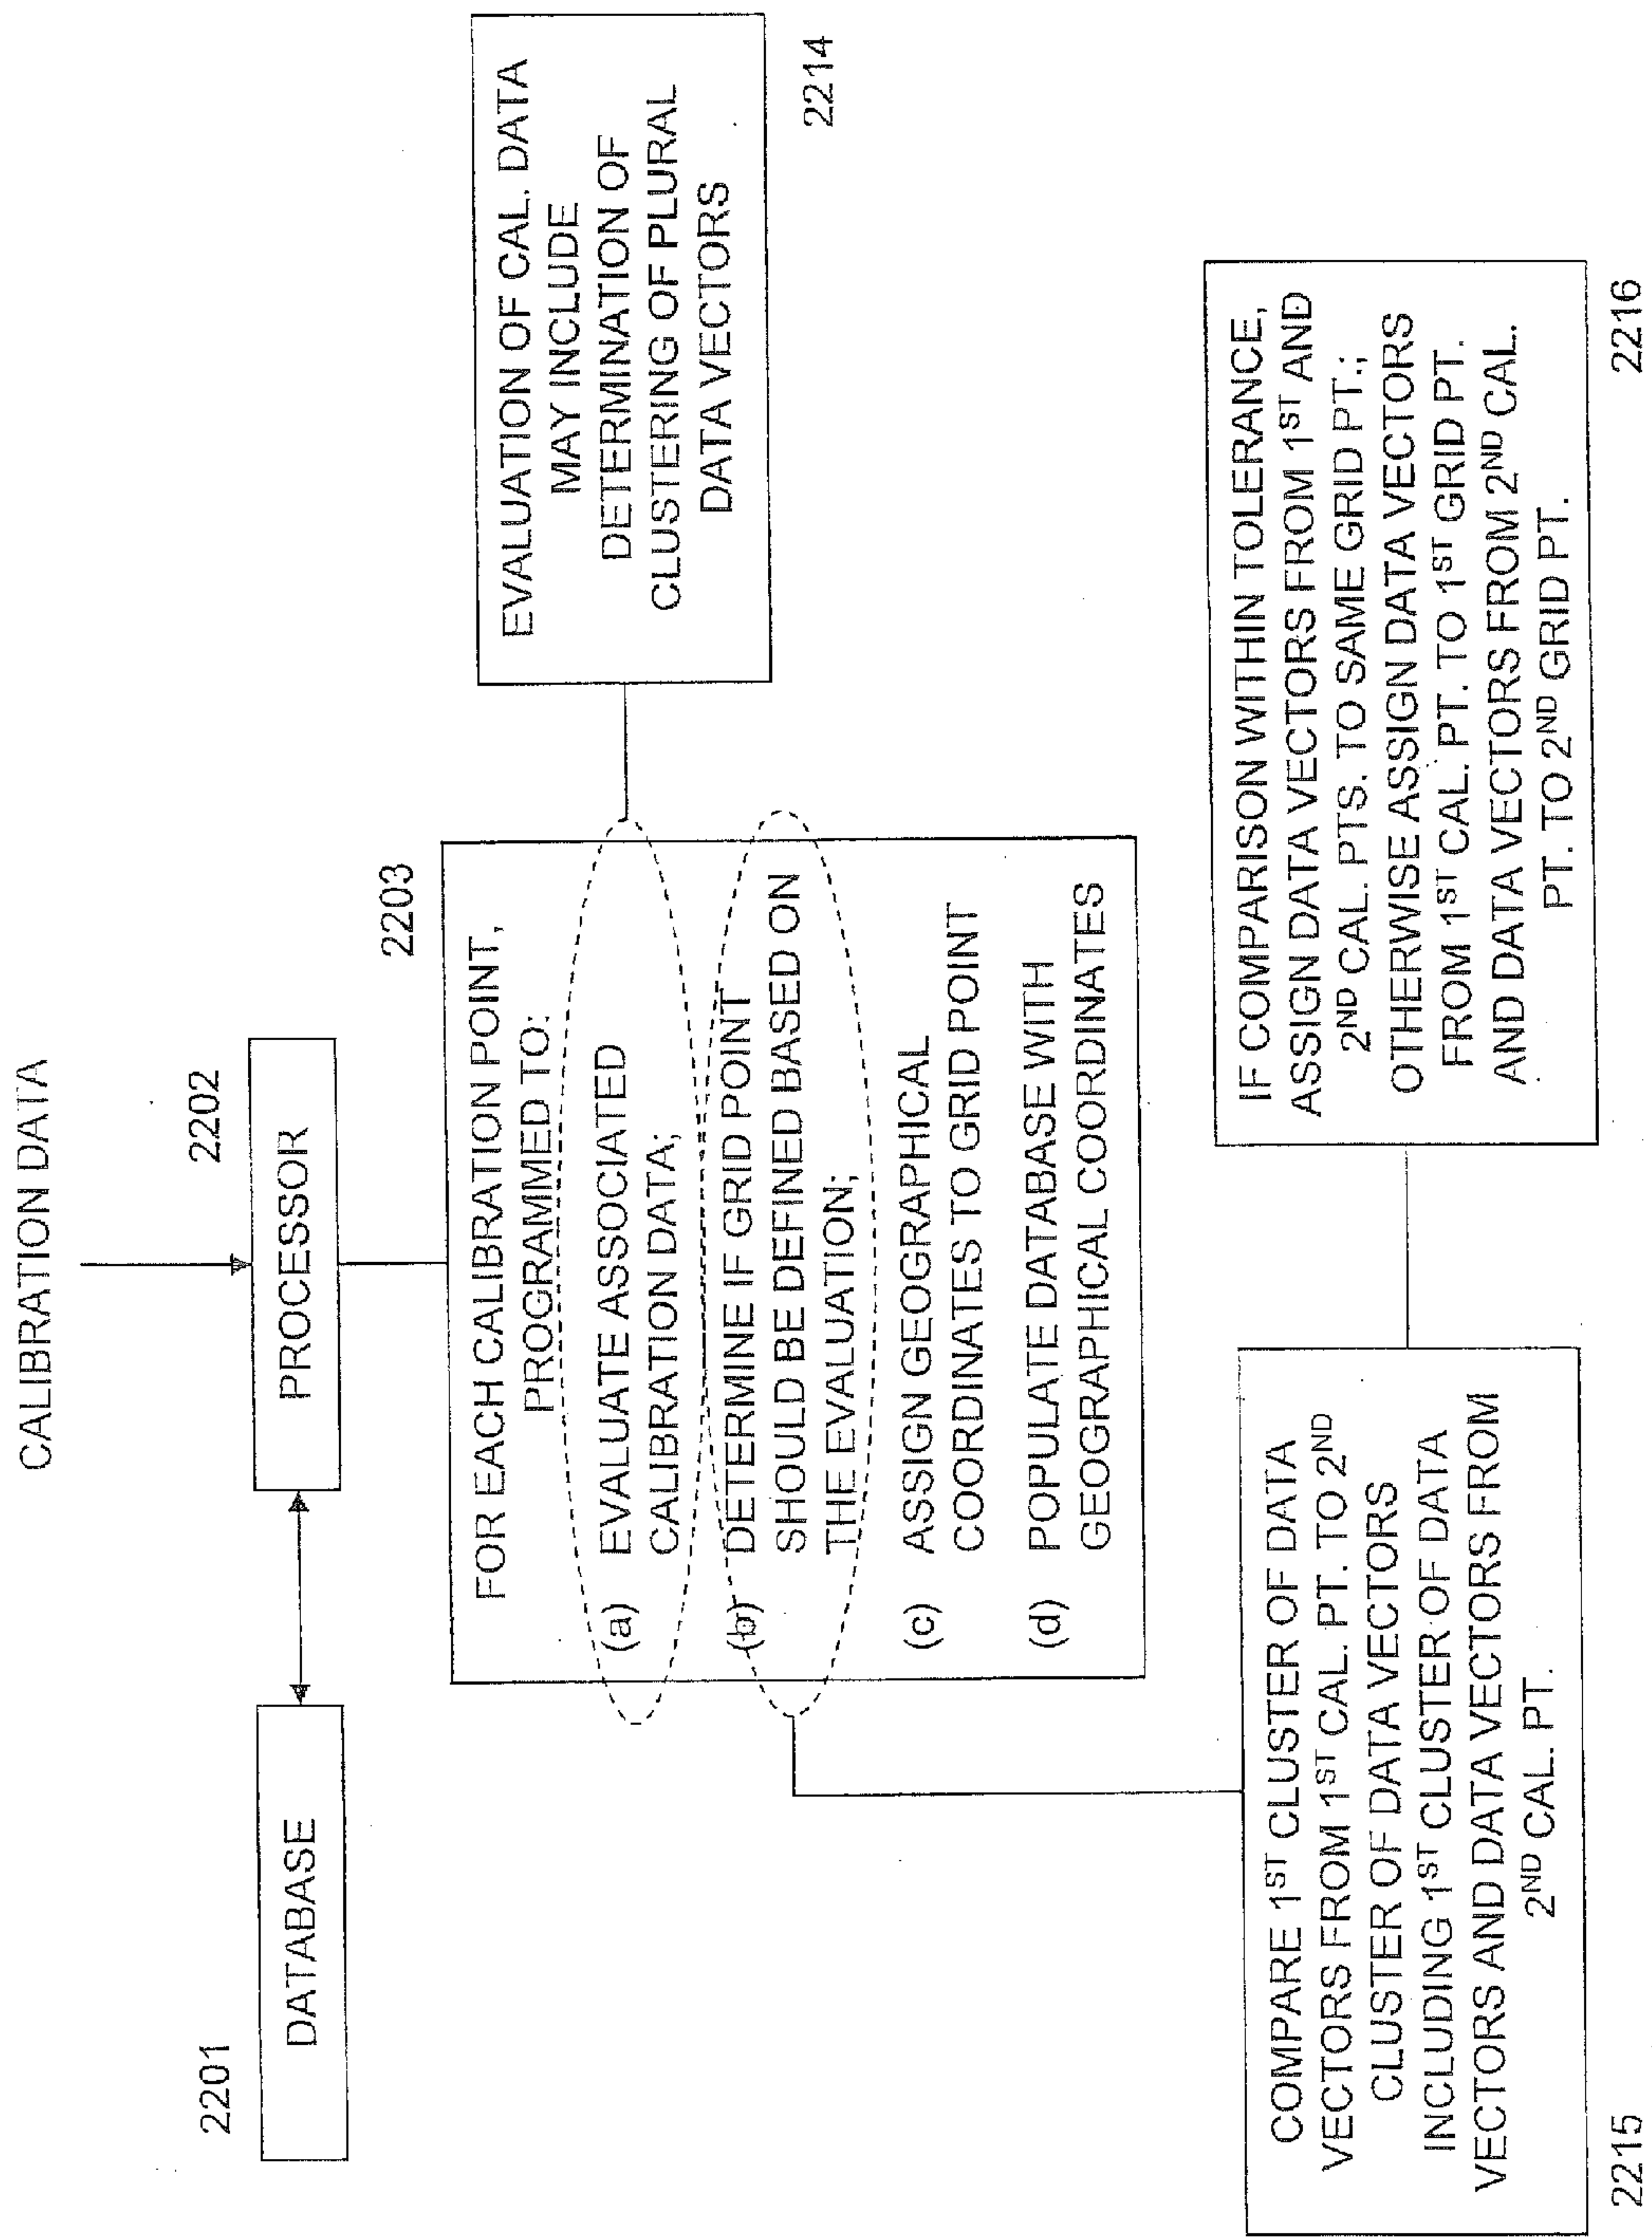 CALIBRATION DATA
2201
DATABASE
2202
PROCESSOR
2203
FOR EACH CALIBRATION POINT,
PROGRAMMED TO:
(a) EVALUATE ASSOCIATED
CALIBRATION DATA;
(b) DETERMINE IF GRID POINT
SHOULD BE DEFINED BASED ON
THE EVALUATION;
(c) ASSIGN GEOGRAPHICAL
COORDINATES TO GRID POINT
(d) POPULATE DATABASE WITH
GEOGRAPHICAL COORDINATES
EVALUATION OF CAL. DATA
MAY INCLUDE
DETERMINATION OF
CLUSTERING OF PLURAL
DATA VECTORS
2214
COMPARE 1ST CLUSTER OF DATA
VECTORS FROM 1ST CAL. PT. TO 2ND
CLUSTER OF DATA VECTORS
INCLUDING 1ST CLUSTER OF DATA
VECTORS AND DATA VECTORS FROM
2ND CAL. PT.
2215
IF COMPARISON WITHIN TOLERANCE,
ASSIGN DATA VECTORS FROM 1ST AND
2ND CAL. PTS. TO SAME GRID PT.;
OTHERWISE ASSIGN DATA VECTORS
FROM 1ST CAL. PT. TO 1ST GRID PT.
AND DATA VECTORS FROM 2ND CAL.
PT. TO 2ND GRID PT.
2216